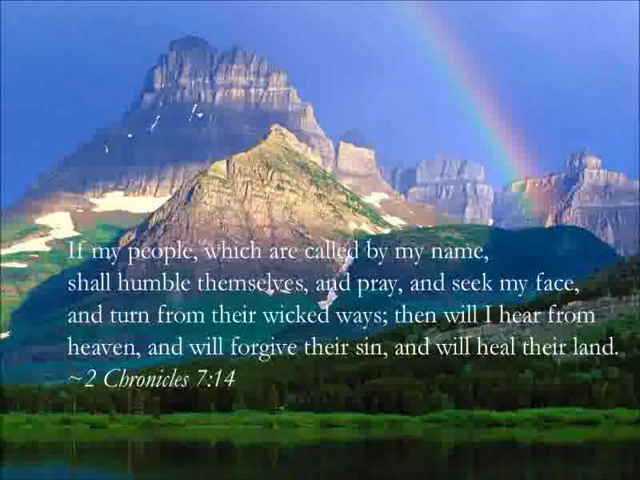 If my people, which are called by my name,
shall humble themselves, and pray, and seek my face,
and turn from their wicked ways; then will I hear from
heaven, and will forgive their sin, and will heal their land.
~2 Chronicles 7:14